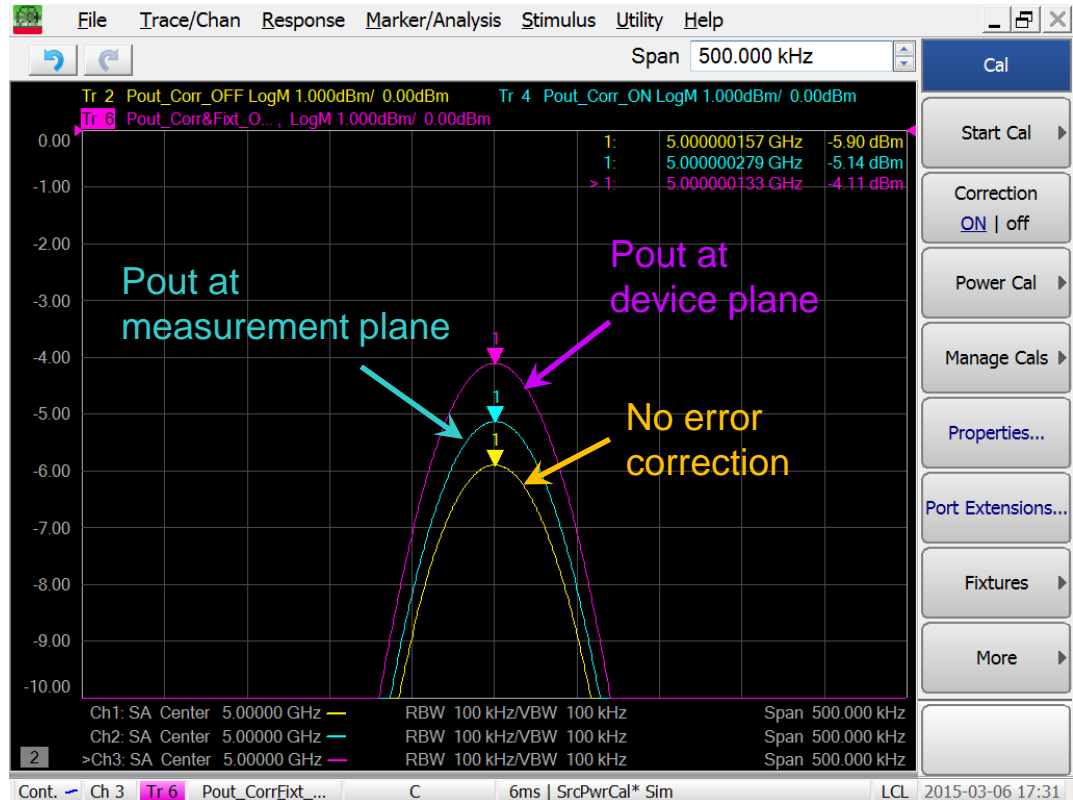 File Trace/Chan Response Marker/Analysis Stimulus Utility Help
Span 500.000 kHz
Cal
Tr 2 Pout_Corr_OFF LogM 1.000dBm/ 0.00dBm Tr 4 Pout_Corr_ON LogM 1.000dBm/ 0.00dBm
Tr 6 Pout_Corr&Fixt_O... , LogM 1.000dBm/ 0.00dBm
0.00
-1.00
-2.00
-3.00
-4.00
-5.00
-6.00
-7.00
-8.00
-9.00
-10.00
1: 5.000000157 GHz -5.90 dBm
1: 5.000000279 GHz -5.14 dBm
> 1: 5.000000133 GHz -4.11 dBm
Pout at
measurement plane
Pout at
device plane
No error
correction
1
1
1
Start Cal
Correction
ON | off
Power Cal
Manage Cals
Properties...
Port Extensions...
Fixtures
More
Ch1: SA Center 5.00000 GHz RBW 100 kHz/VBW 100 kHz Span 500.000 kHz
Ch2: SA Center 5.00000 GHz RBW 100 kHz/VBW 100 kHz Span 500.000 kHz
2 >Ch3: SA Center 5.00000 GHz RBW 100 kHz/VBW 100 kHz Span 500.000 kHz
Cont. Ch 3 Tr 6 Pout_CorrFixt_... C 6ms | SrcPwrCal* Sim LCL 2015-03-06 17:31